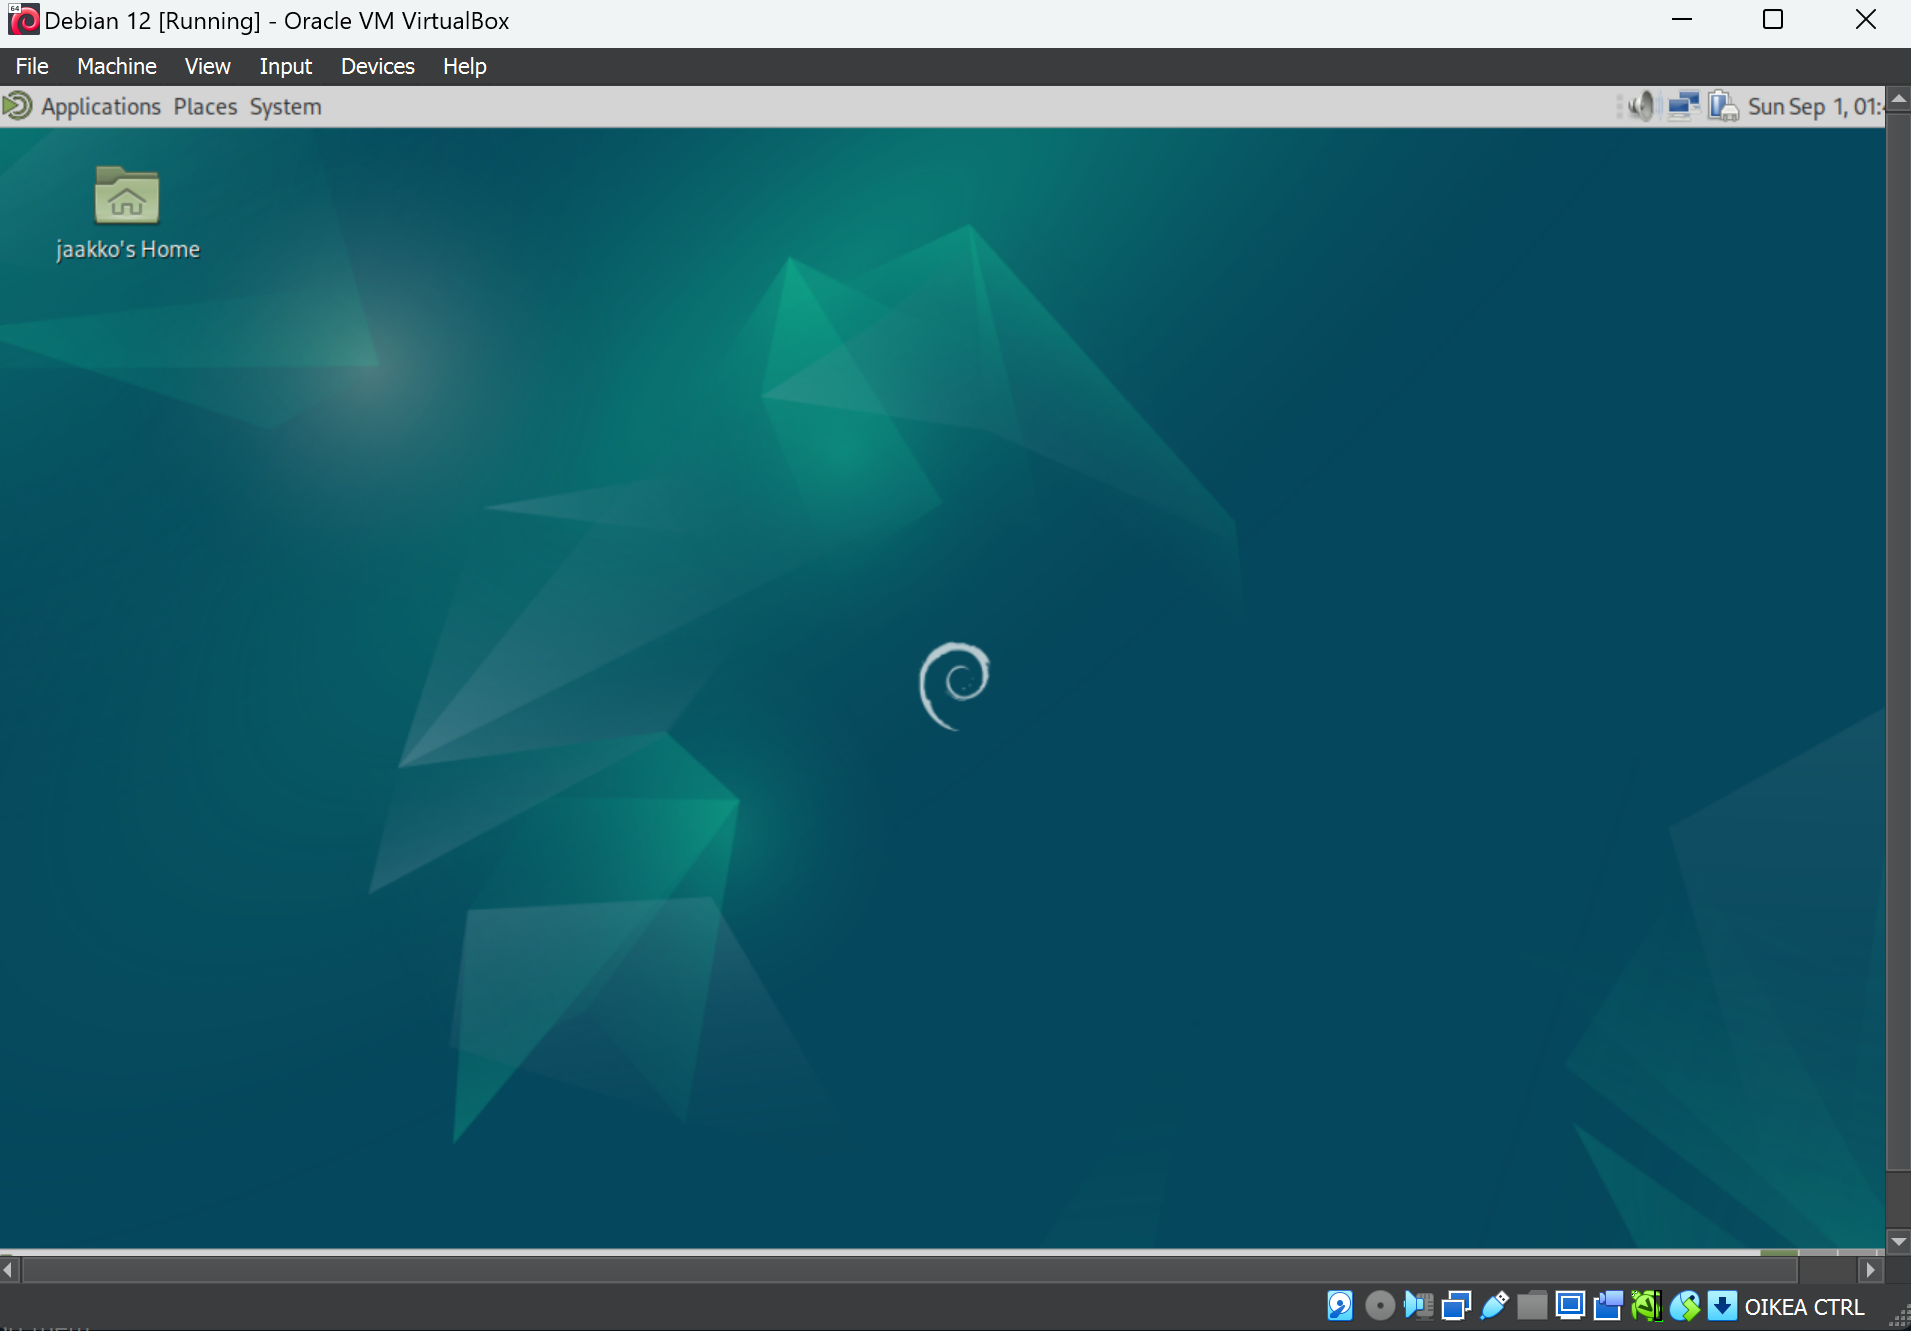 64
Debian 12 [Running] - Oracle VM VirtualBox
File Machine View Input Devices Help
Applications Places System
Sun Sep 1, 01:
jaakko's Home
OIKEA CTRL